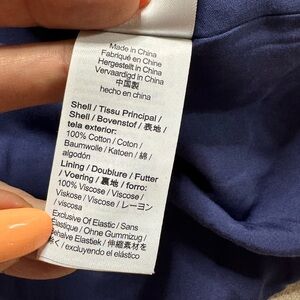 Made in China
Fabriqué en Chine
Hergestellt in China
Vervaardigd in China
中国製
hecho en china
Shell / Tissu Principal /
Shell / Bovenstof / 表地 /
tela exterior:
100% Cotton / Coton /
Baumwolle / Katoen / 綿 /
algodón
Lining / Doublure / Futter
/ Voering / 裏地 / forro:
100% Viscose / Viscose /
Viskose / Viscose / レーヨン
/ viscosa
Exclusive Of Elastic / Sans
Elastique / Ohne Gummizug /
Behalve Elastiek / 伸縮素材を
除く / excluyendo el elástico